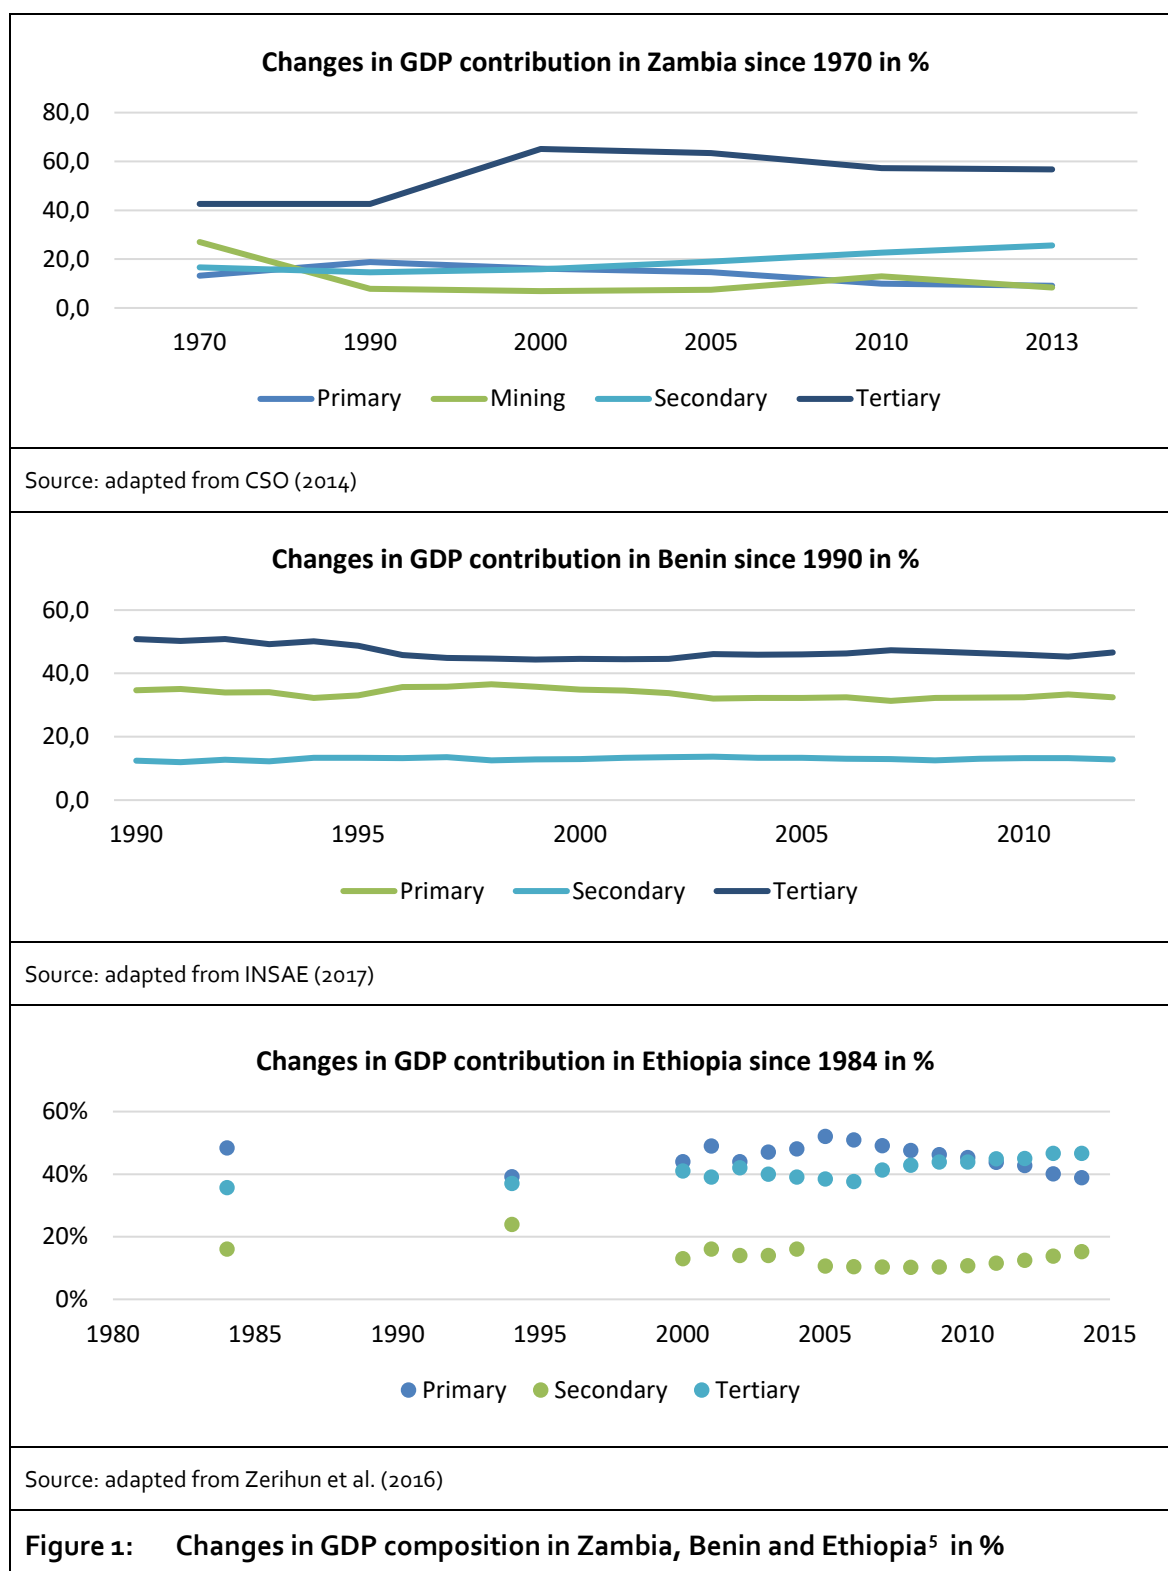 Changes in GDP contribution in Zambia since 1970 in %
80,0
60,0
40,0
20,0
0,0
1970 1990 2000 2005 2010 2013
Primary Mining Secondary Tertiary
Source: adapted from CSO (2014)
Changes in GDP contribution in Benin since 1990 in %
60,0
40,0
20,0
0,0
1990 1995 2000 2005 2010
Primary Secondary Tertiary
Source: adapted from INSAE (2017)
Changes in GDP contribution in Ethiopia since 1984 in %
60%
40%
20%
0%
1980 1985 1990 1995 2000 2005 2010 2015
Primary Secondary Tertiary
Source: adapted from Zerihun et al. (2016)
Figure 1: Changes in GDP composition in Zambia, Benin and Ethiopia⁵ in %